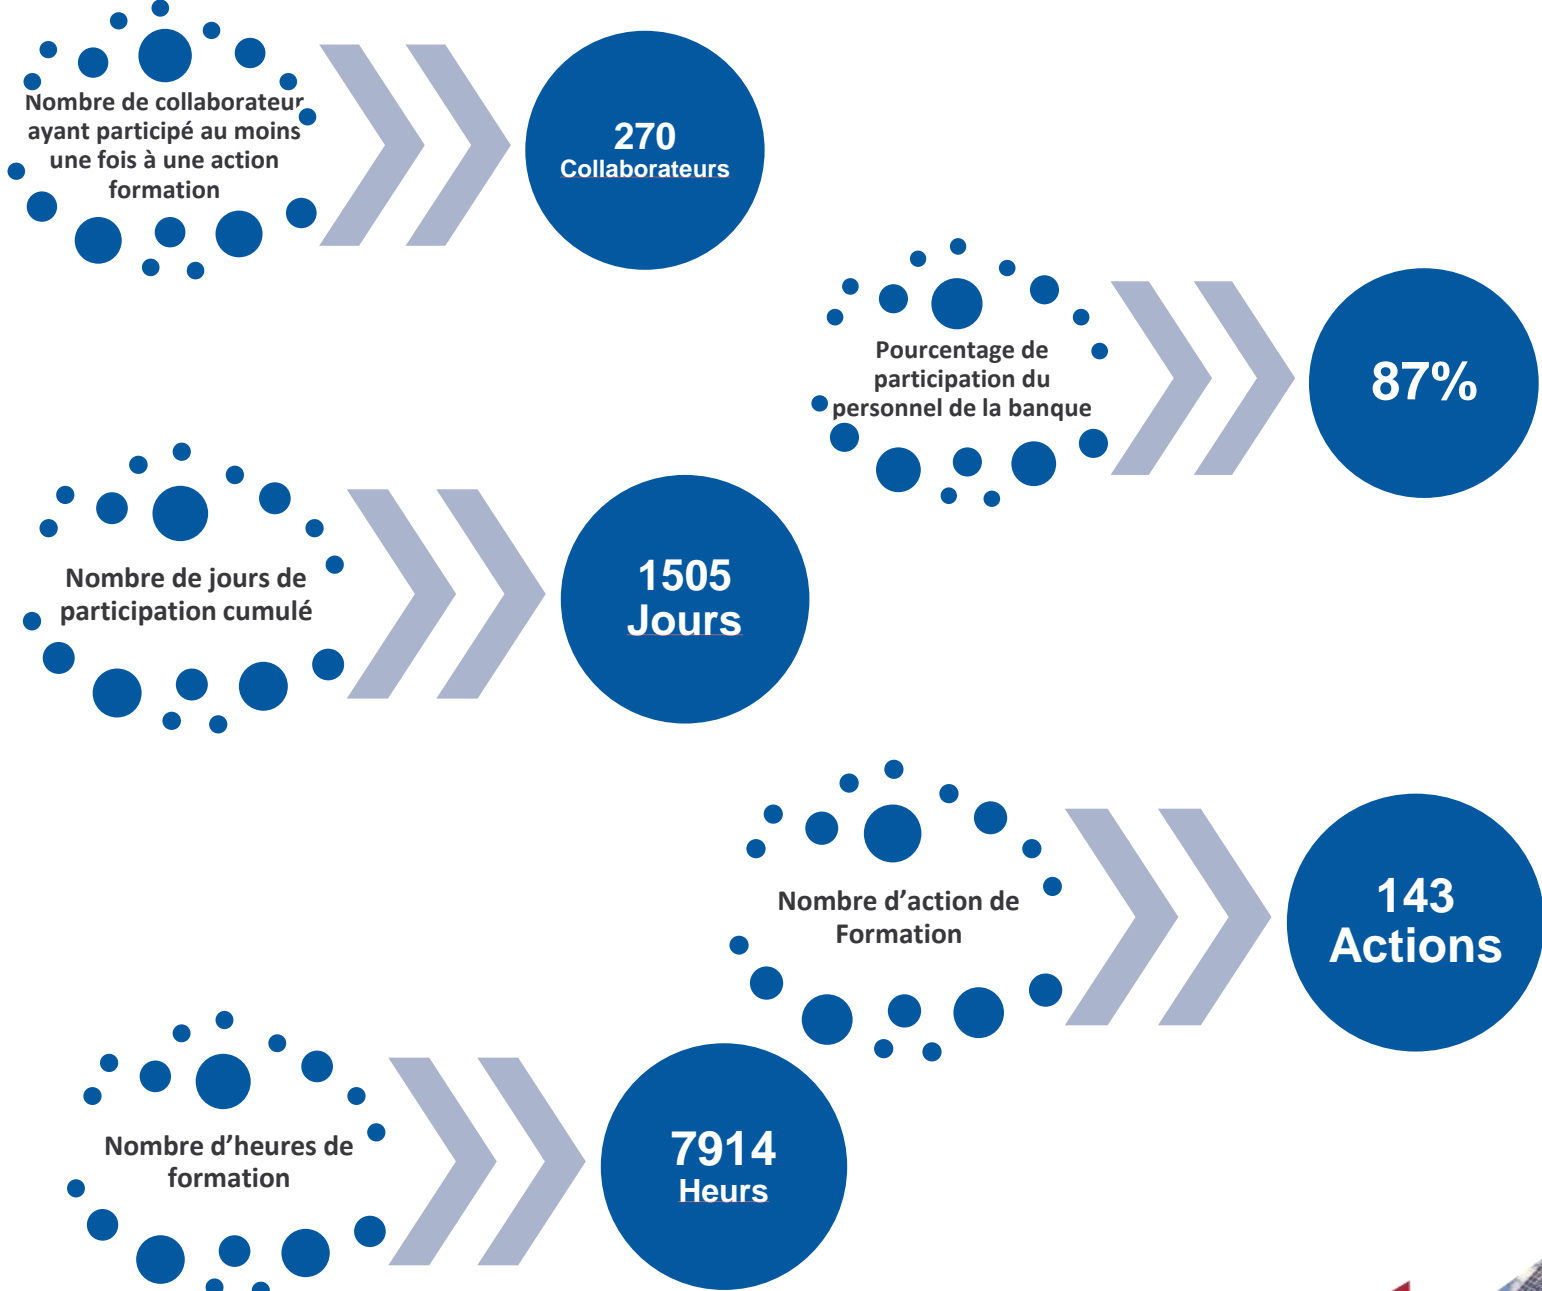 Nombre de collaborateur
ayant participé au moins
une fois à une action
formation
270
Collaborateurs
Pourcentage de
participation du
personnel de la banque
87%
Nombre de jours de
participation cumulé
1505
Jours
Nombre d’action de
Formation
143
Actions
Nombre d’heures de
formation
7914
Heurs